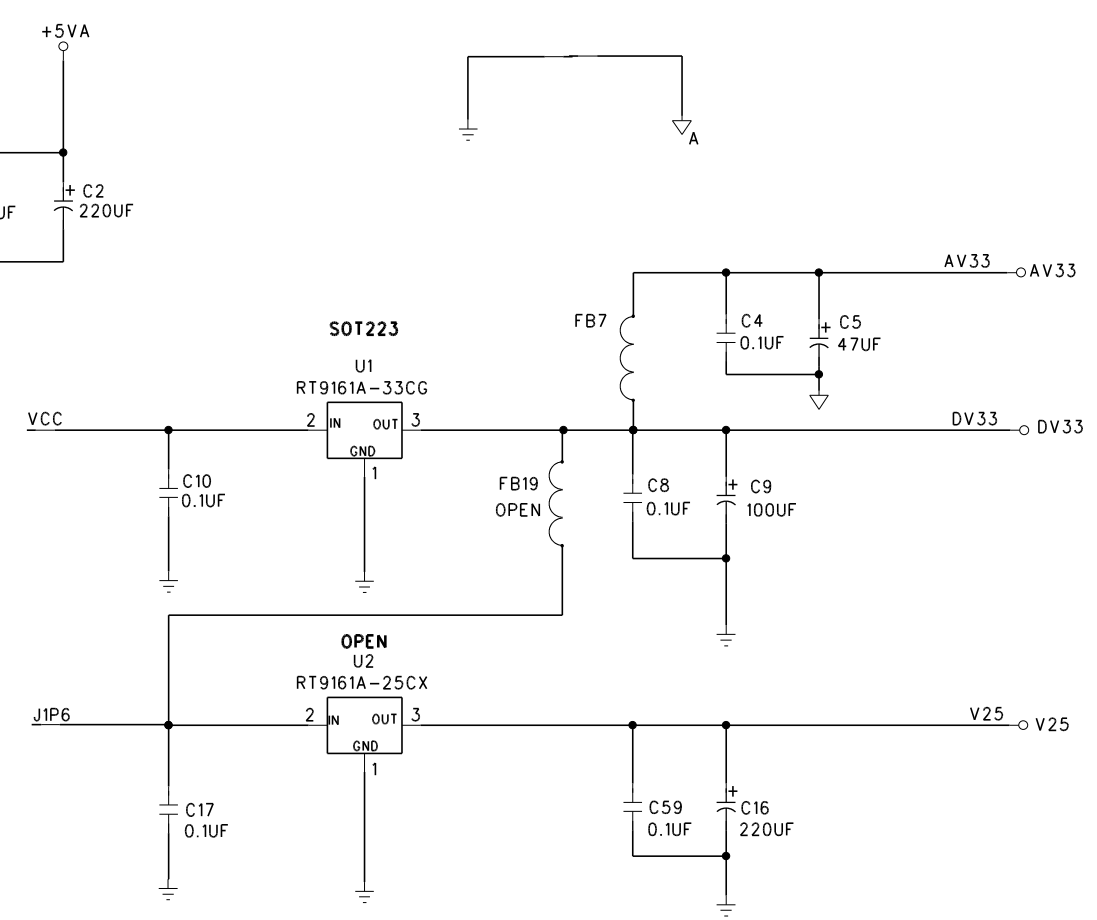 +5VA
+ C2
UF
220UF
A
AV33
AV33
SOT223
FB7
C4
0.1UF
+ C5
47UF
U1
RT9161A-33CG
VCC
2
IN
OUT
3
GND
1
DV33
DV33
C10
0.1UF
FB19
OPEN
C8
0.1UF
+ C9
100UF
OPEN
U2
RT9161A-25CX
J1P6
2
IN
OUT
3
GND
1
V25
V25
C17
0.1UF
C59
0.1UF
+
C16
220UF